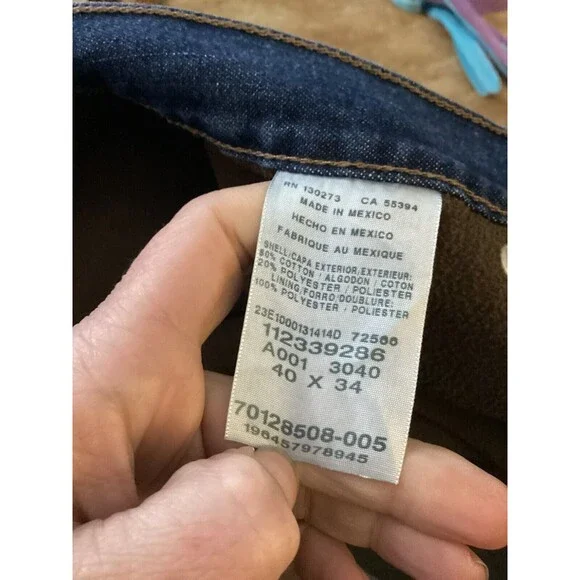 RN 130273 CA 55394
MADE IN MEXICO
HECHO EN MEXICO
FABRIQUE AU MEXIQUE
SHELL/CAPA EXTERIOR/EXTERIEUR:
80% COTTON / ALGODON / COTON
20% POLYESTER / POLIESTER
LINING/FORRO/DOUBLURE:
100% POLYESTER / POLIESTER
23E1000131414D 72566
112339286
A001 3040
40 X 34
70128508-005
196457978945